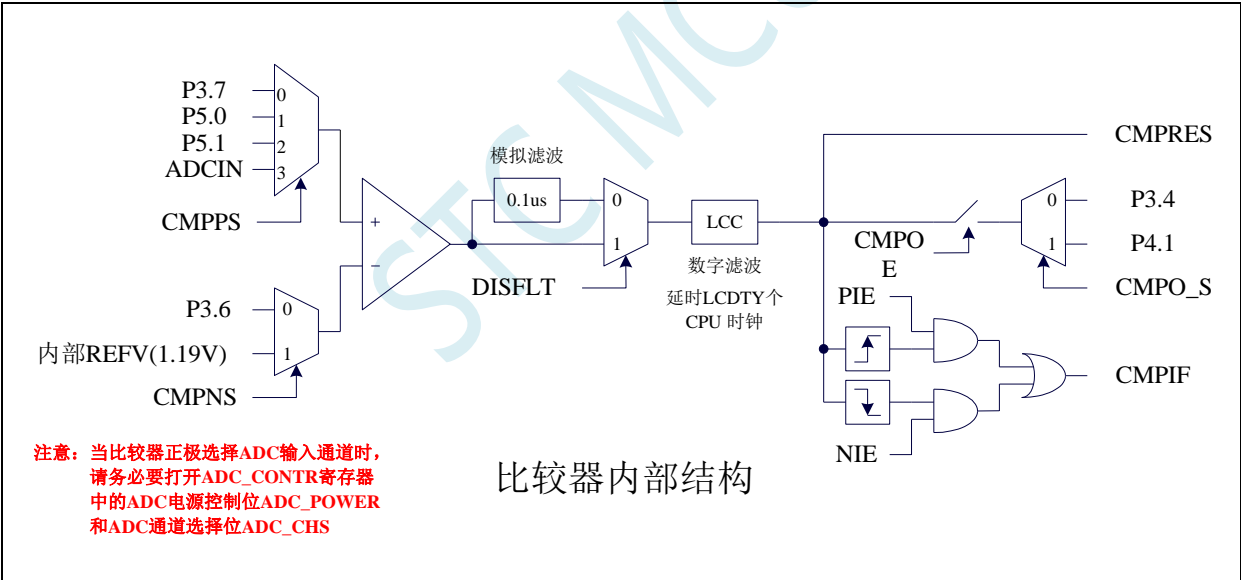 STC MC
P3.7
P5.0
P5.1
ADCIN
0
1
2
3
CMPPS
+
−
P3.6
内部REFV(1.19V)
0
1
CMPNS
模拟滤波
0.1us
0
1
DISFLT
LCC
数字滤波
延时LCDTY个
CPU 时钟
CMPRES
CMPO
E
0
1
P3.4
P4.1
CMPO_S
PIE
NIE
CMPIF
注意：当比较器正极选择ADC输入通道时，
请务必要打开ADC_CONTR寄存器
中的ADC电源控制位ADC_POWER
和ADC通道选择位ADC_CHS
比较器内部结构